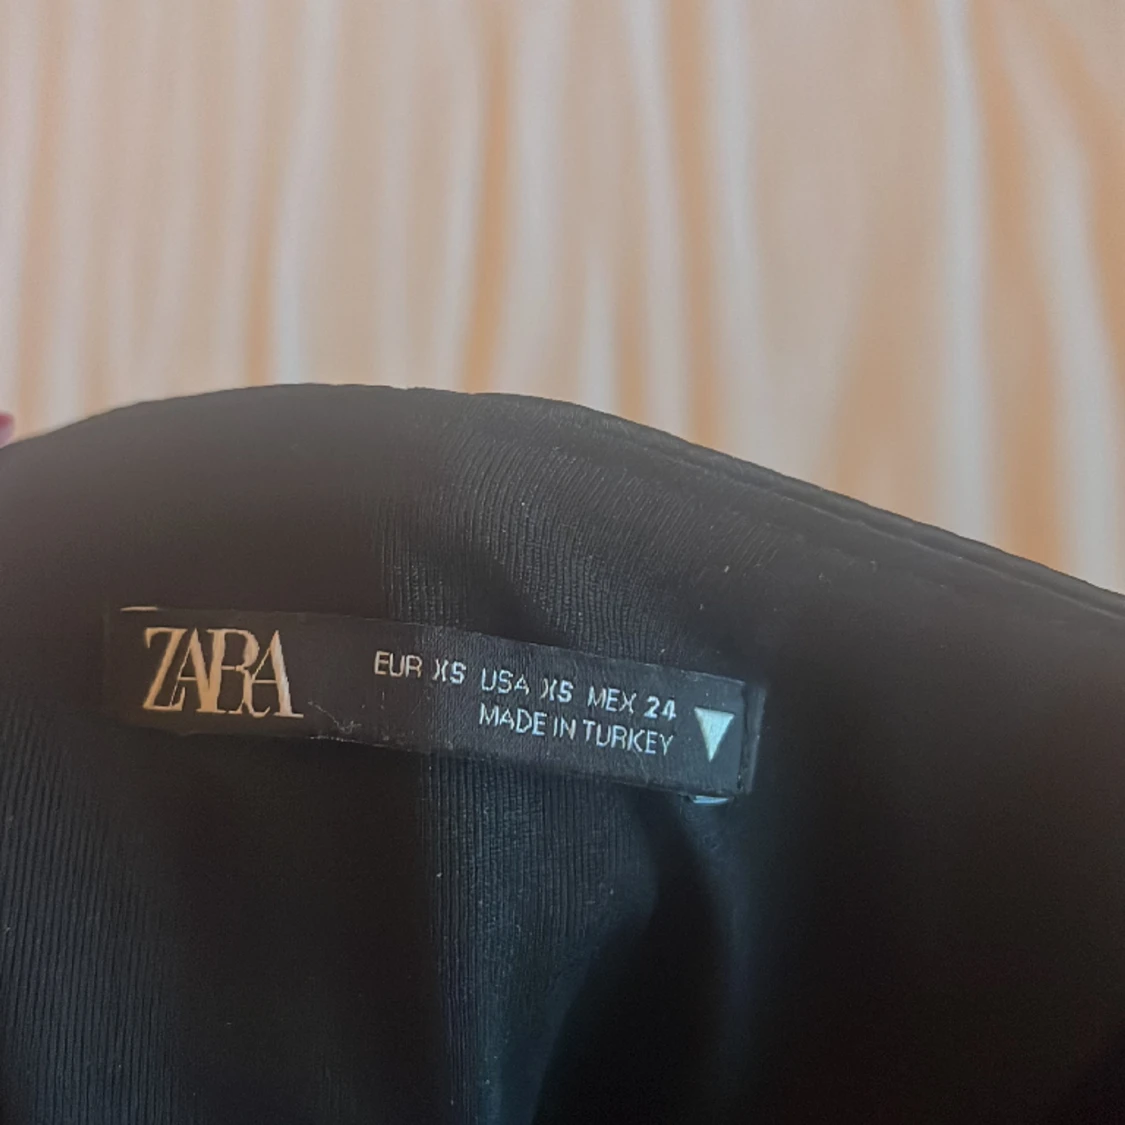 ZARA
EUR XS USA XS MEX 24
MADE IN TURKEY